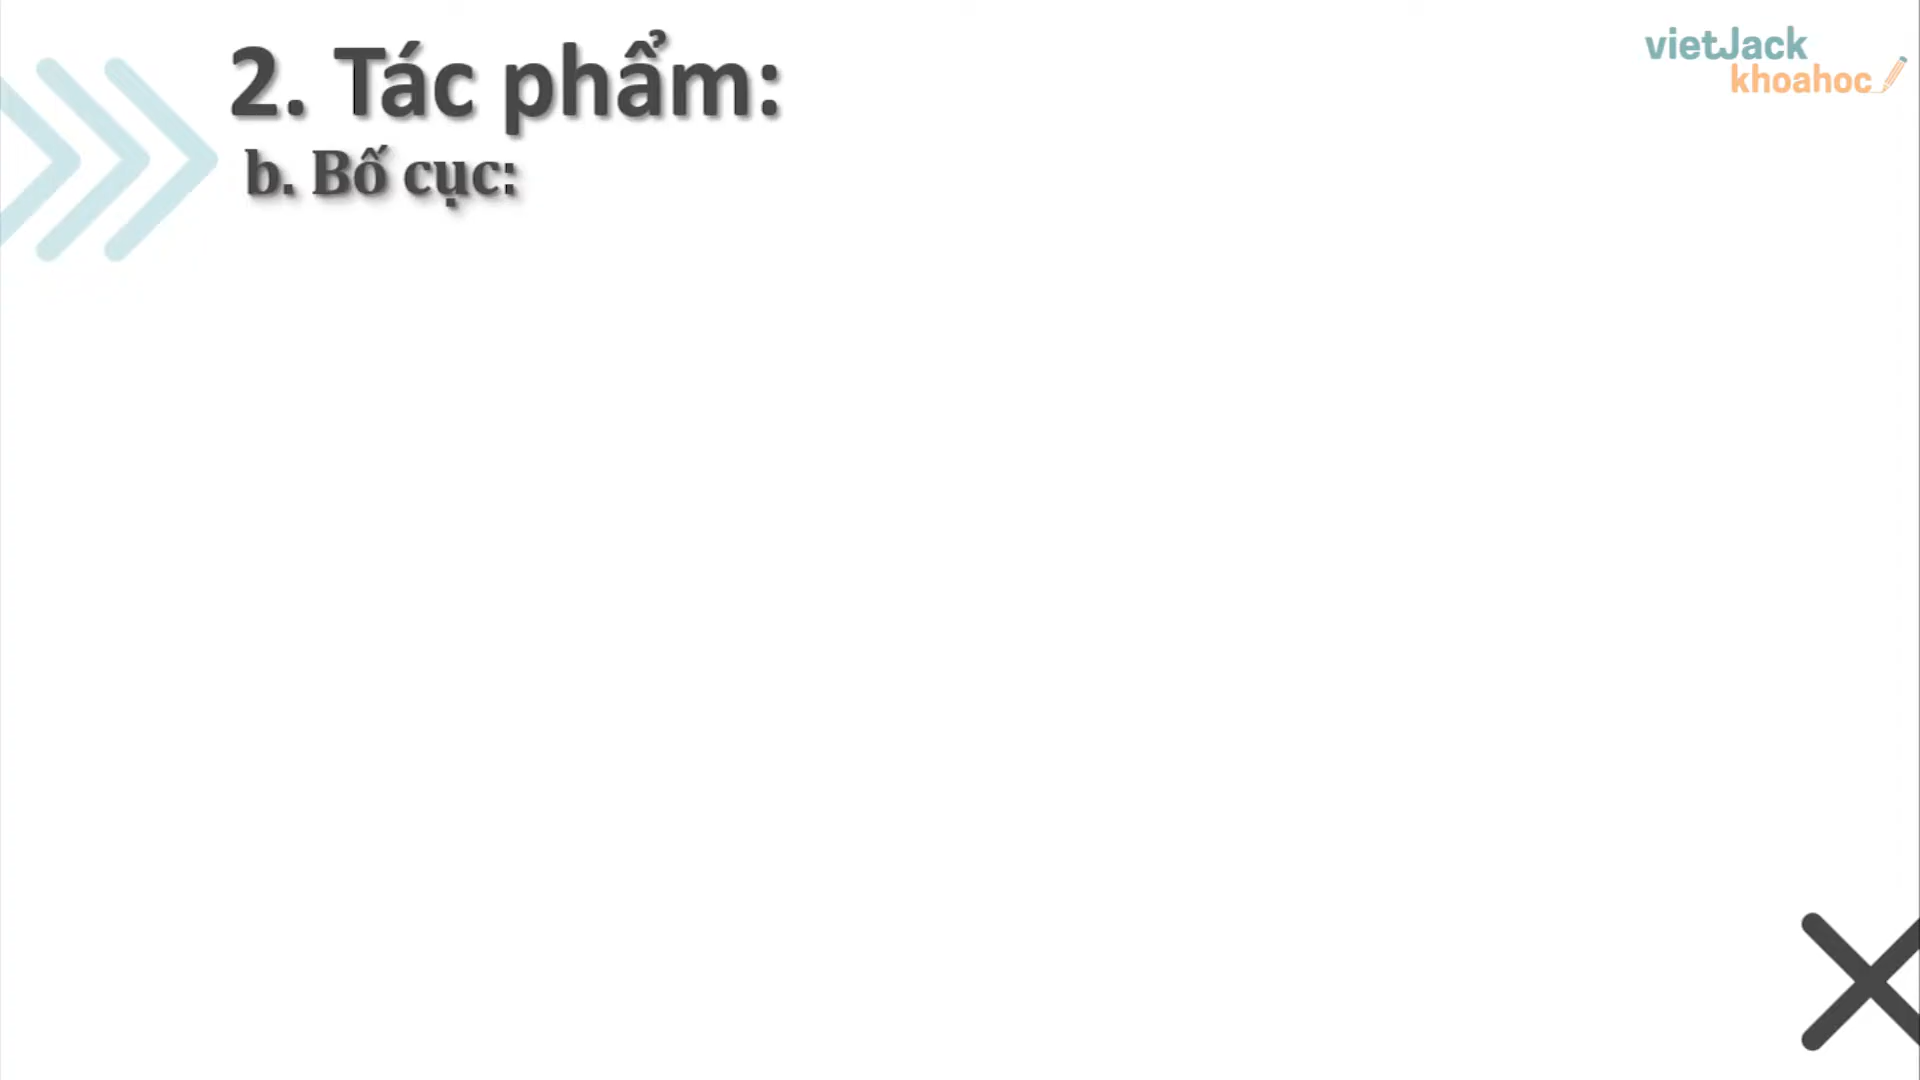 2. Tác phẩm:
b. Bố cục:
vietJack
khoahoc